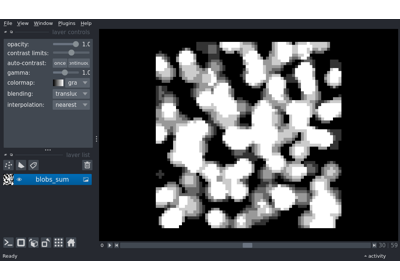 File View Window Plugins Help
layer controls
opacity: 1.0
contrast limits:
auto-contrast: once
gamma: 1.0
colormap: gra
blending: translu
interpolation: nearest
layer list
blobs_sum
0 30 59
Ready activity